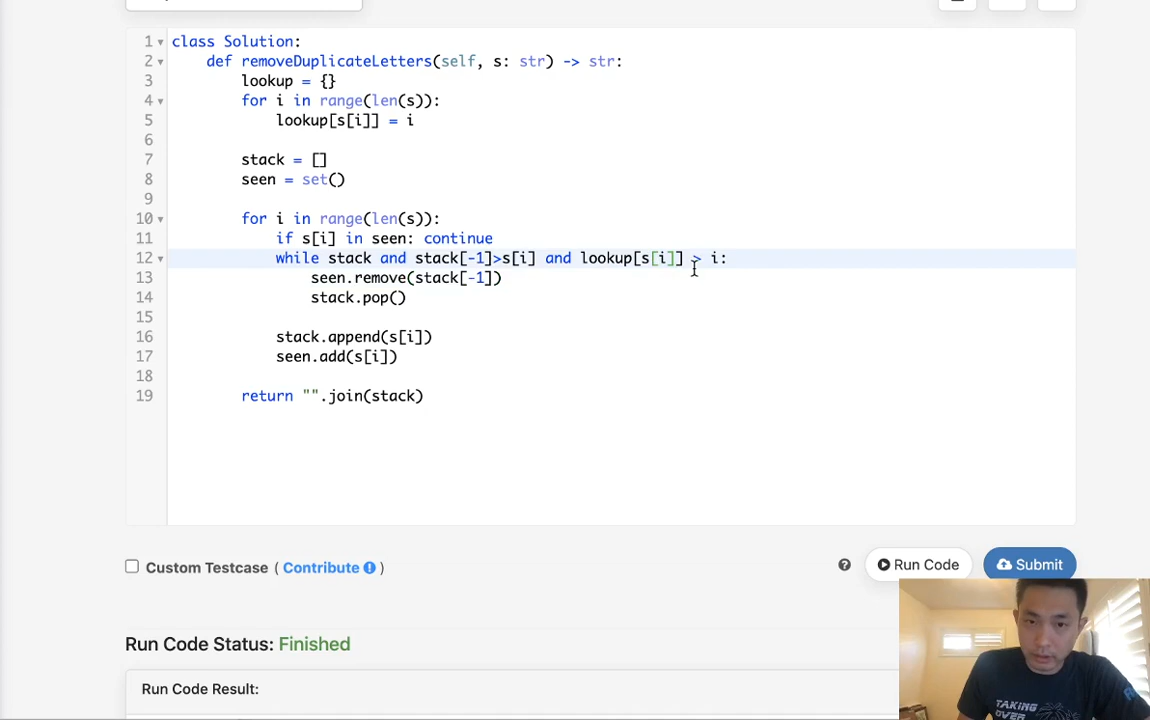 1 class Solution:
2 def removeDuplicateLetters(self, s: str) -> str:
3 lookup = {}
4 for i in range(len(s)):
5 lookup[s[i]] = i
6
7 stack = []
8 seen = set()
9
10 for i in range(len(s)):
11 if s[i] in seen: continue
12 while stack and stack[-1]>s[i] and lookup[s[i]] > i:
13 seen.remove(stack[-1])
14 stack.pop()
15
16 stack.append(s[i])
17 seen.add(s[i])
18
19 return "".join(stack)
Custom Testcase ( Contribute ! ) ? Run Code Submit
Run Code Status: Finished
Run Code Result:
TAKING
OVER